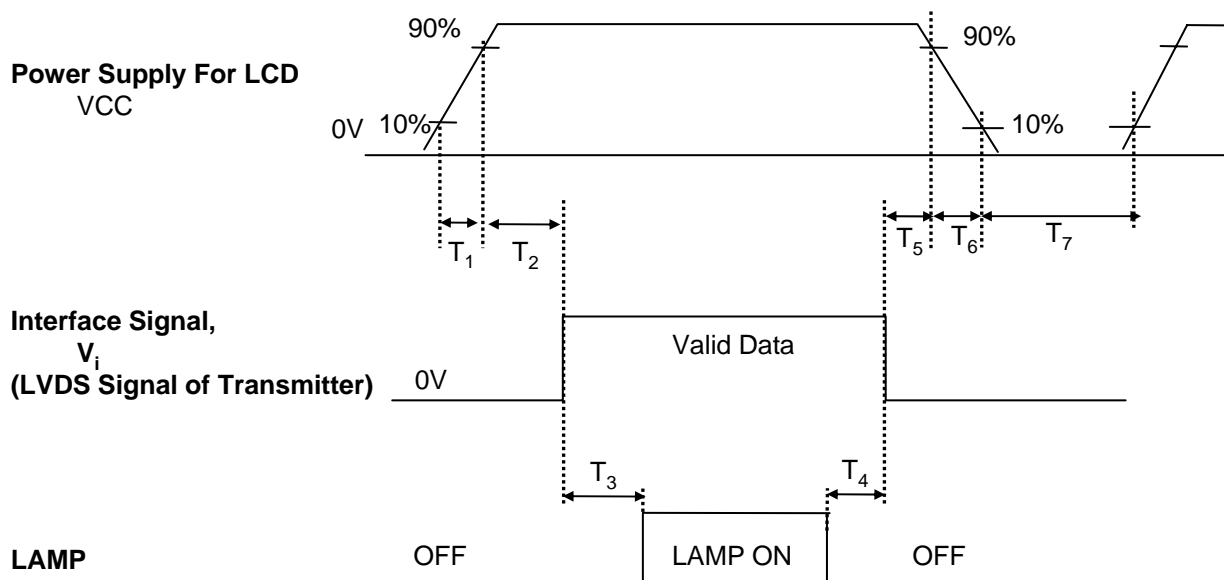 90%
90%
Power Supply For LCD
VCC
0V
10%
10%
T1
T2
T5
T6
T7
Interface Signal,
Vi
(LVDS Signal of Transmitter)
0V
Valid Data
T3
T4
LAMP
OFF
LAMP ON
OFF